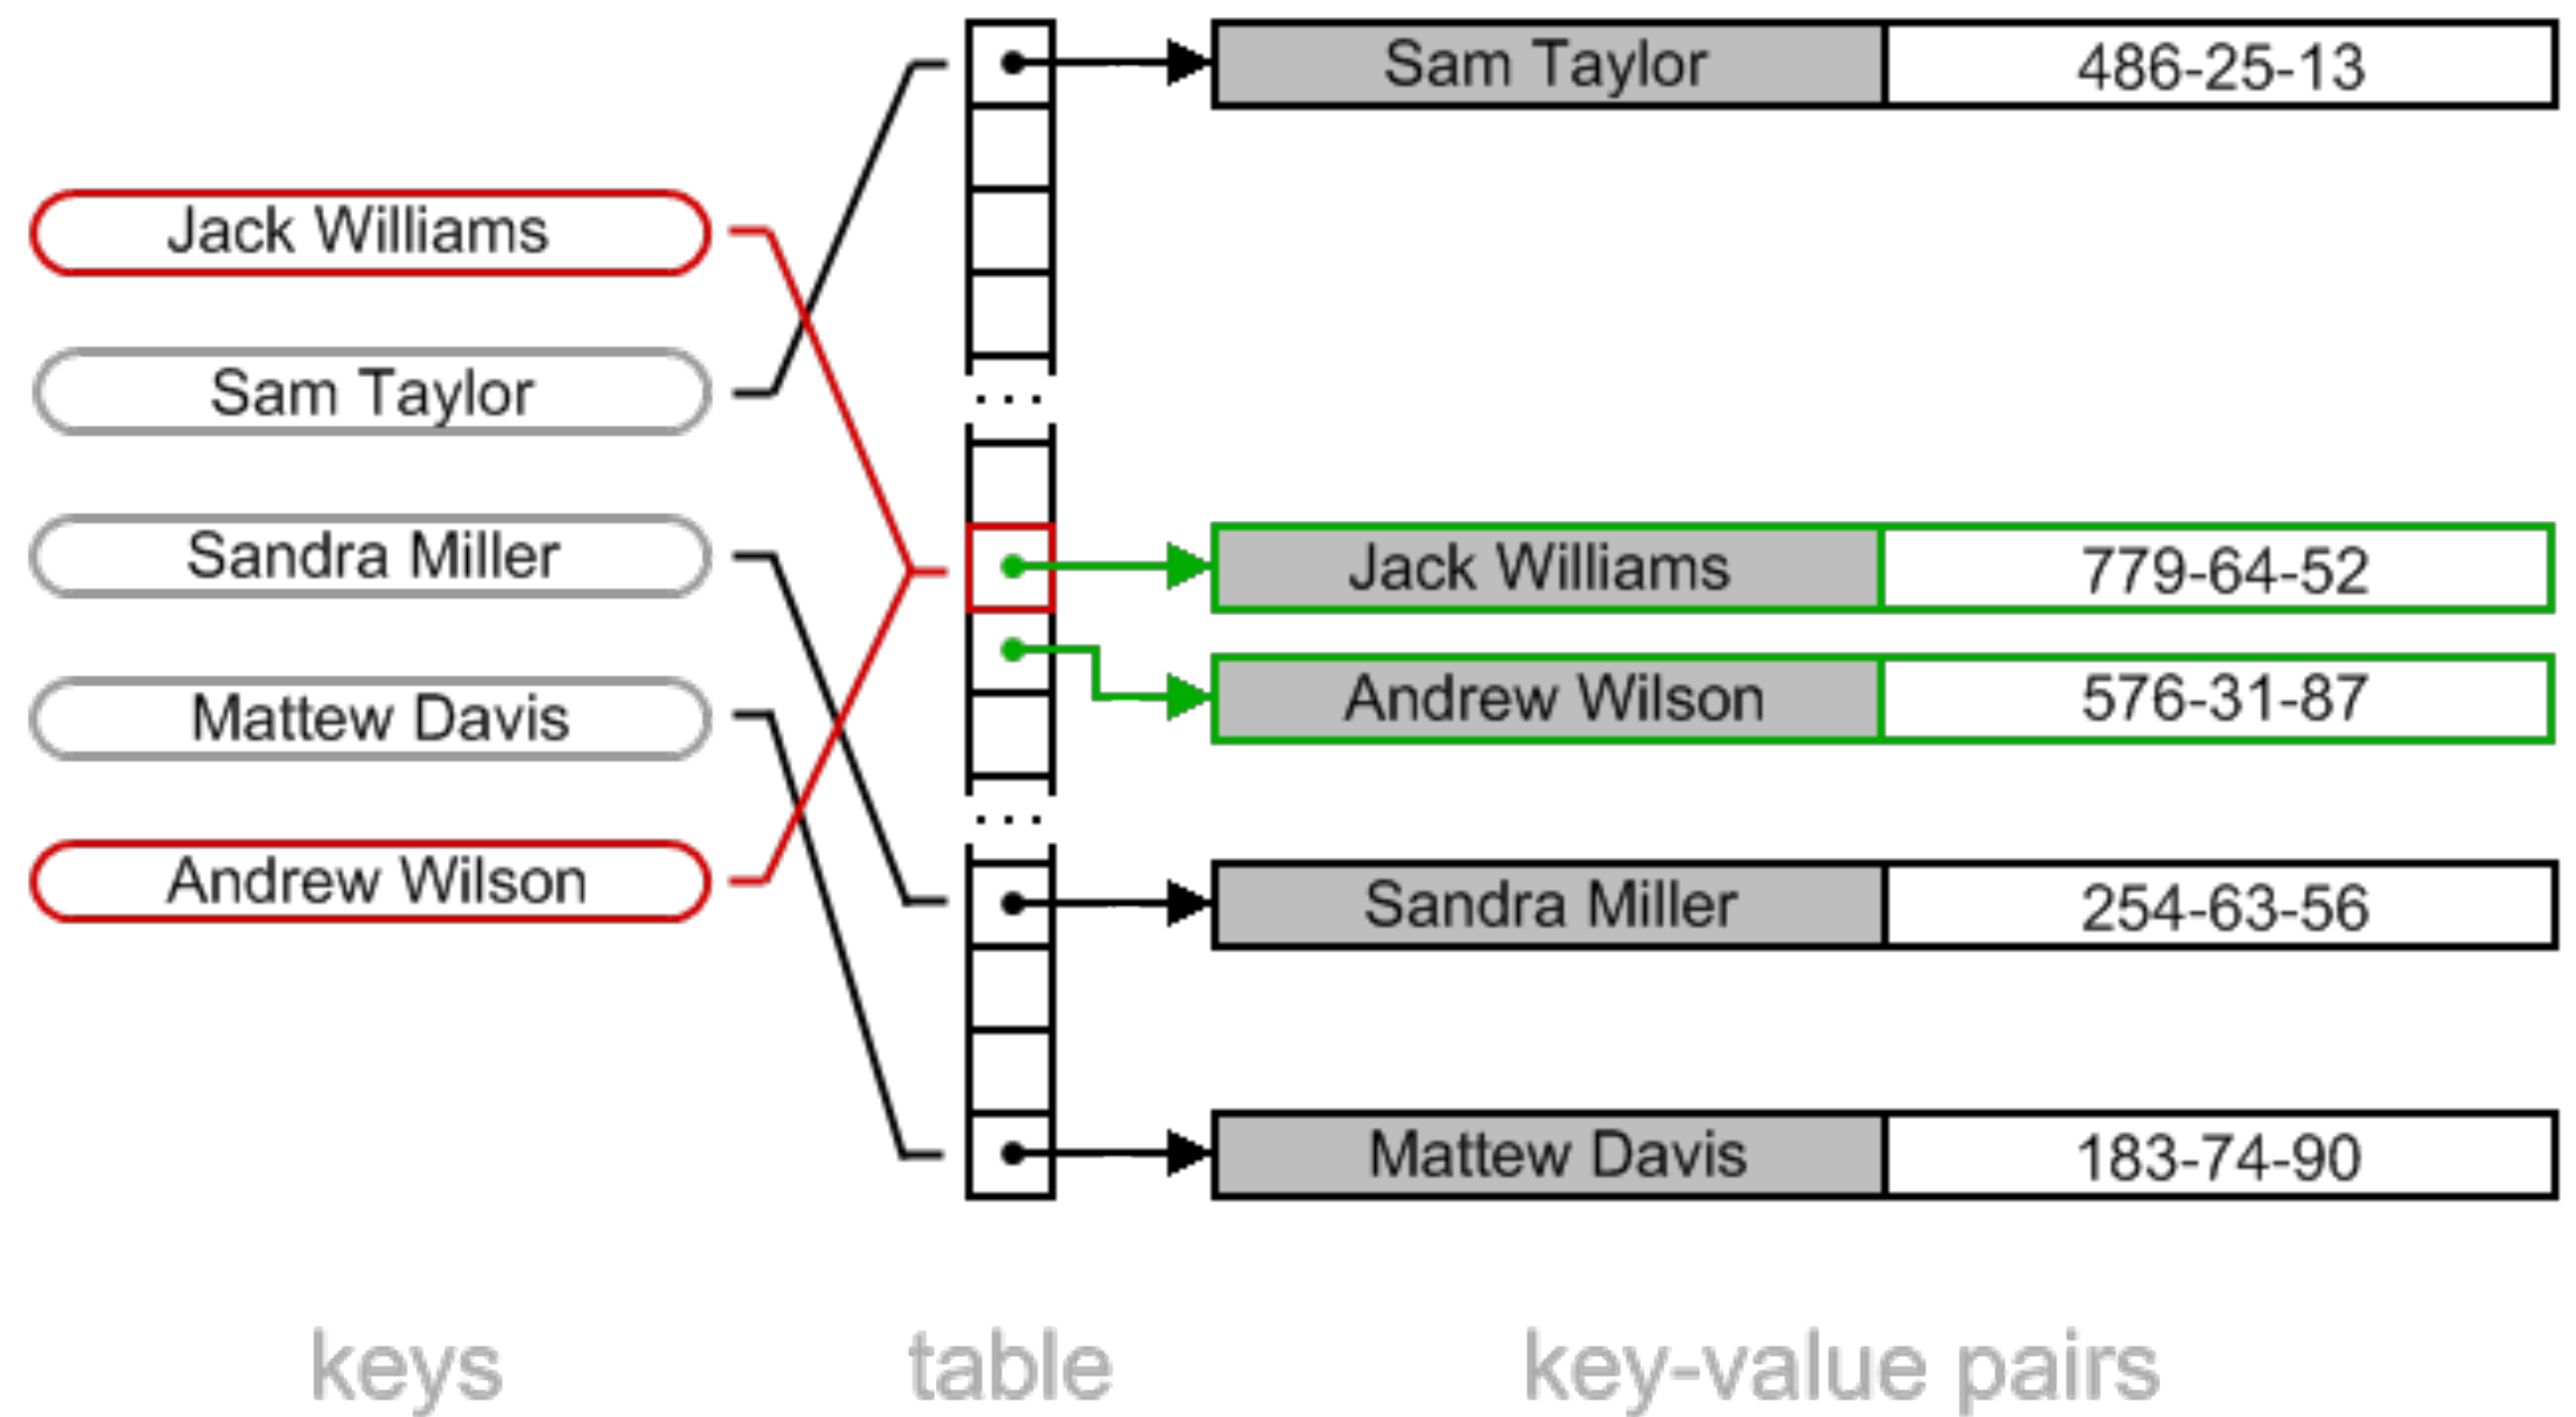 Sam Taylor 486-25-13
Jack Williams
Sam Taylor
...
Sandra Miller
Jack Williams 779-64-52
Mattew Davis
Andrew Wilson 576-31-87
...
Andrew Wilson
Sandra Miller 254-63-56
Mattew Davis 183-74-90
keys table key-value pairs